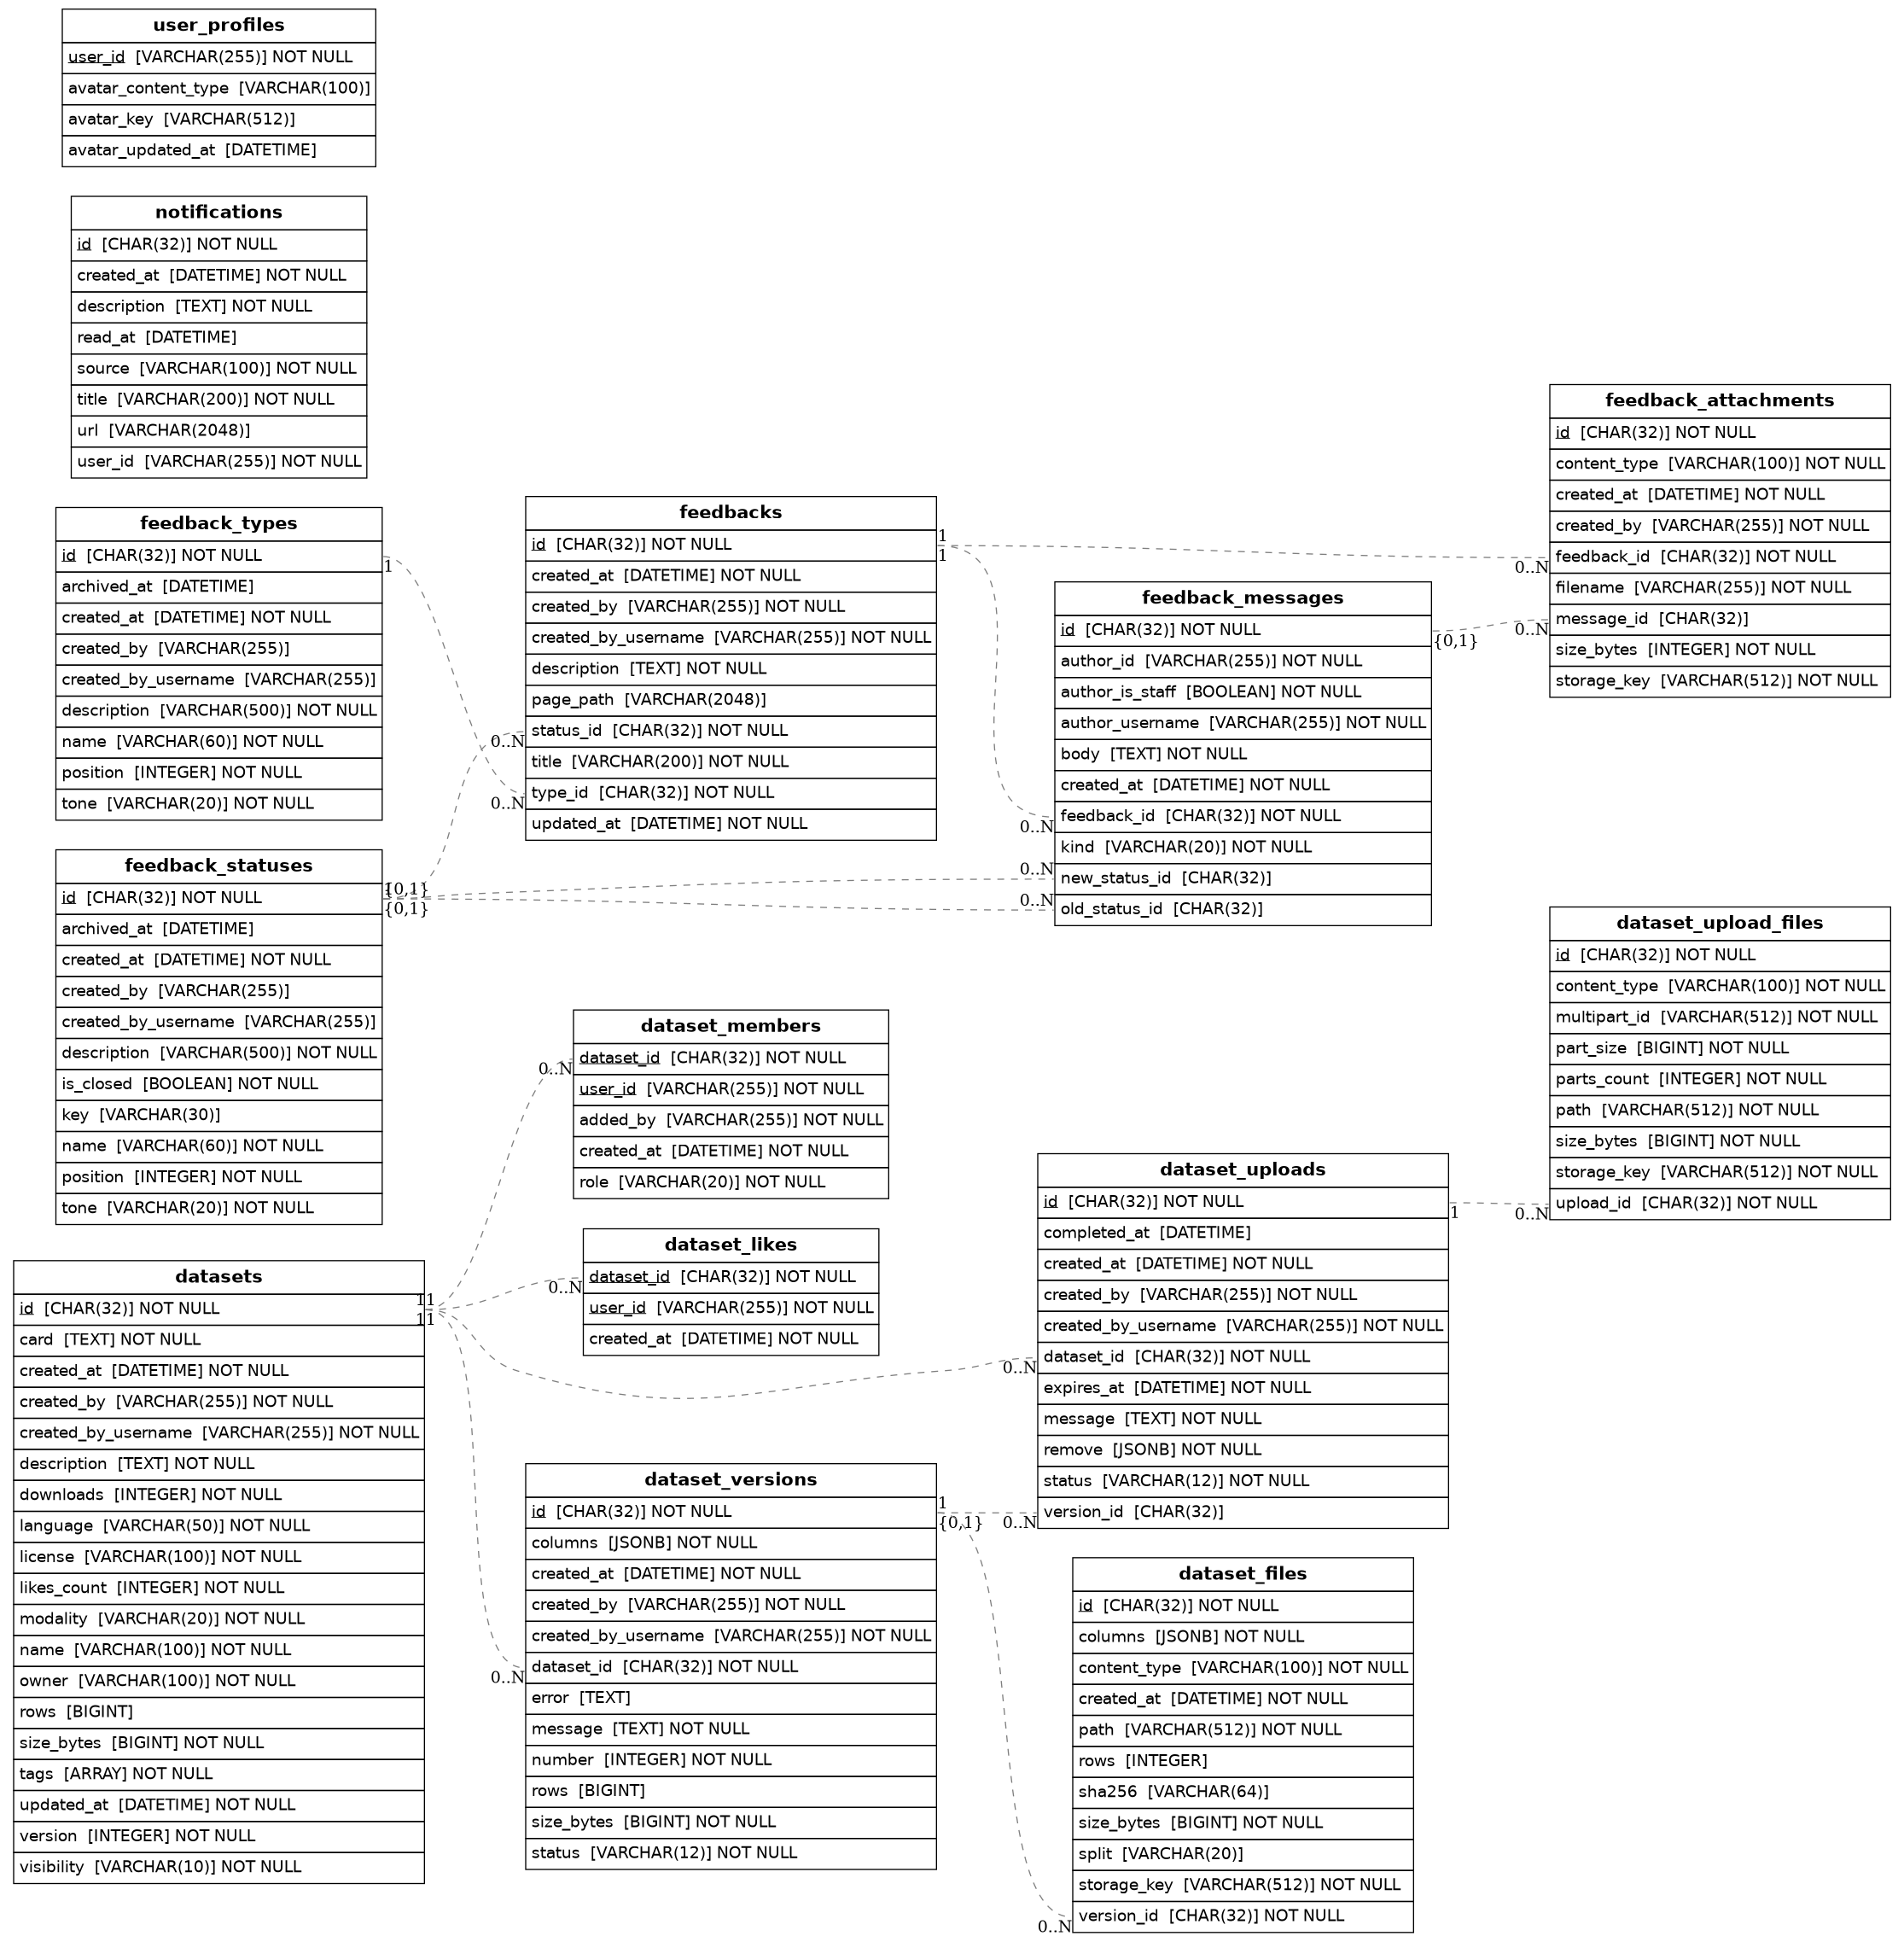 user_profiles
user_id [VARCHAR(255)] NOT NULL
avatar_content_type [VARCHAR(100)]
avatar_key [VARCHAR(512)]
avatar_updated_at [DATETIME]
notifications
id [CHAR(32)] NOT NULL
created_at [DATETIME] NOT NULL
description [TEXT] NOT NULL
read_at [DATETIME]
source [VARCHAR(100)] NOT NULL
title [VARCHAR(200)] NOT NULL
url [VARCHAR(2048)]
user_id [VARCHAR(255)] NOT NULL
feedback_types
id [CHAR(32)] NOT NULL
archived_at [DATETIME]
created_at [DATETIME] NOT NULL
created_by [VARCHAR(255)]
created_by_username [VARCHAR(255)]
description [VARCHAR(500)] NOT NULL
name [VARCHAR(60)] NOT NULL
position [INTEGER] NOT NULL
tone [VARCHAR(20)] NOT NULL
1
0..N
feedback_statuses
id [CHAR(32)] NOT NULL
archived_at [DATETIME]
created_at [DATETIME] NOT NULL
created_by [VARCHAR(255)]
created_by_username [VARCHAR(255)]
description [VARCHAR(500)] NOT NULL
is_closed [BOOLEAN] NOT NULL
key [VARCHAR(30)]
name [VARCHAR(60)] NOT NULL
position [INTEGER] NOT NULL
tone [VARCHAR(20)] NOT NULL
{0,1}
{0,1}
0..N
0..N
0..N
datasets
id [CHAR(32)] NOT NULL
card [TEXT] NOT NULL
created_at [DATETIME] NOT NULL
created_by [VARCHAR(255)] NOT NULL
created_by_username [VARCHAR(255)] NOT NULL
description [TEXT] NOT NULL
downloads [INTEGER] NOT NULL
language [VARCHAR(50)] NOT NULL
license [VARCHAR(100)] NOT NULL
likes_count [INTEGER] NOT NULL
modality [VARCHAR(20)] NOT NULL
name [VARCHAR(100)] NOT NULL
owner [VARCHAR(100)] NOT NULL
rows [BIGINT]
size_bytes [BIGINT] NOT NULL
tags [ARRAY] NOT NULL
updated_at [DATETIME] NOT NULL
version [INTEGER] NOT NULL
visibility [VARCHAR(10)] NOT NULL
11
11
0..N
0..N
0..N
0..N
feedbacks
id [CHAR(32)] NOT NULL
created_at [DATETIME] NOT NULL
created_by [VARCHAR(255)] NOT NULL
created_by_username [VARCHAR(255)] NOT NULL
description [TEXT] NOT NULL
page_path [VARCHAR(2048)]
status_id [CHAR(32)] NOT NULL
title [VARCHAR(200)] NOT NULL
type_id [CHAR(32)] NOT NULL
updated_at [DATETIME] NOT NULL
1
1
0..N
0..N
dataset_members
dataset_id [CHAR(32)] NOT NULL
user_id [VARCHAR(255)] NOT NULL
added_by [VARCHAR(255)] NOT NULL
created_at [DATETIME] NOT NULL
role [VARCHAR(20)] NOT NULL
dataset_likes
dataset_id [CHAR(32)] NOT NULL
user_id [VARCHAR(255)] NOT NULL
created_at [DATETIME] NOT NULL
dataset_versions
id [CHAR(32)] NOT NULL
columns [JSONB] NOT NULL
created_at [DATETIME] NOT NULL
created_by [VARCHAR(255)] NOT NULL
created_by_username [VARCHAR(255)] NOT NULL
dataset_id [CHAR(32)] NOT NULL
error [TEXT]
message [TEXT] NOT NULL
number [INTEGER] NOT NULL
rows [BIGINT]
size_bytes [BIGINT] NOT NULL
status [VARCHAR(12)] NOT NULL
1
{0,1}
0..N
0..N
feedback_messages
id [CHAR(32)] NOT NULL
author_id [VARCHAR(255)] NOT NULL
author_is_staff [BOOLEAN] NOT NULL
author_username [VARCHAR(255)] NOT NULL
body [TEXT] NOT NULL
created_at [DATETIME] NOT NULL
feedback_id [CHAR(32)] NOT NULL
kind [VARCHAR(20)] NOT NULL
new_status_id [CHAR(32)]
old_status_id [CHAR(32)]
{0,1}
0..N
dataset_uploads
id [CHAR(32)] NOT NULL
completed_at [DATETIME]
created_at [DATETIME] NOT NULL
created_by [VARCHAR(255)] NOT NULL
created_by_username [VARCHAR(255)] NOT NULL
dataset_id [CHAR(32)] NOT NULL
expires_at [DATETIME] NOT NULL
message [TEXT] NOT NULL
remove [JSONB] NOT NULL
status [VARCHAR(12)] NOT NULL
version_id [CHAR(32)]
1
0..N
dataset_files
id [CHAR(32)] NOT NULL
columns [JSONB] NOT NULL
content_type [VARCHAR(100)] NOT NULL
created_at [DATETIME] NOT NULL
path [VARCHAR(512)] NOT NULL
rows [INTEGER]
sha256 [VARCHAR(64)]
size_bytes [BIGINT] NOT NULL
split [VARCHAR(20)]
storage_key [VARCHAR(512)] NOT NULL
version_id [CHAR(32)] NOT NULL
feedback_attachments
id [CHAR(32)] NOT NULL
content_type [VARCHAR(100)] NOT NULL
created_at [DATETIME] NOT NULL
created_by [VARCHAR(255)] NOT NULL
feedback_id [CHAR(32)] NOT NULL
filename [VARCHAR(255)] NOT NULL
message_id [CHAR(32)]
size_bytes [INTEGER] NOT NULL
storage_key [VARCHAR(512)] NOT NULL
dataset_upload_files
id [CHAR(32)] NOT NULL
content_type [VARCHAR(100)] NOT NULL
multipart_id [VARCHAR(512)] NOT NULL
part_size [BIGINT] NOT NULL
parts_count [INTEGER] NOT NULL
path [VARCHAR(512)] NOT NULL
size_bytes [BIGINT] NOT NULL
storage_key [VARCHAR(512)] NOT NULL
upload_id [CHAR(32)] NOT NULL